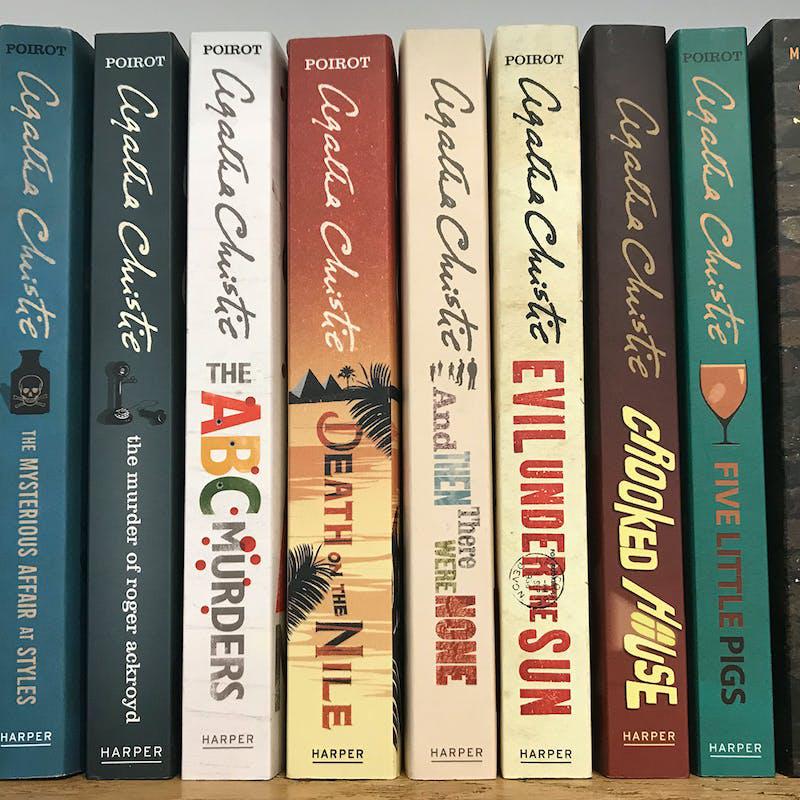 POIROT
Agatha Christie
THE MYSTERIOUS AFFAIR AT STYLES
HARPER
POIROT
Agatha Christie
the murder of roger ackroyd
HARPER
POIROT
Agatha Christie
THE
ABC
MURDERS
HARPER
POIROT
Agatha Christie
DEATH ON THE NILE
HARPER
Agatha Christie
And THEN There WERE NONE
HARPER
POIROT
Agatha Christie
EVIL UNDER THE SUN
DEVON
HARPER
Agatha Christie
CROOKED HOUSE
HARPER
POIROT
Agatha Christie
FIVE LITTLE PIGS
HARPER
M